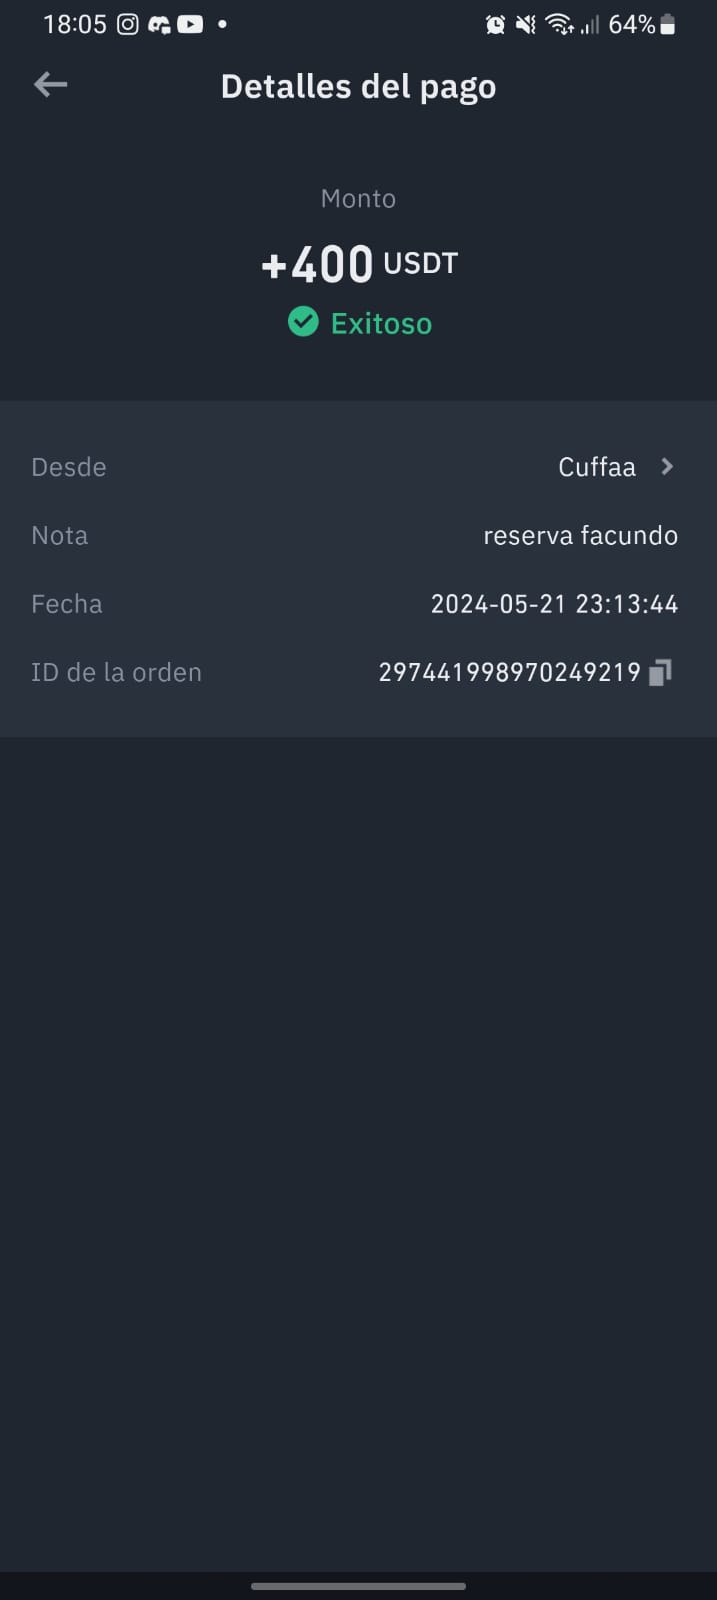 18:05 64%
Detalles del pago
Monto
+400 USDT
Exitoso
Desde Cuffaa
Nota reserva facundo
Fecha 2024-05-21 23:13:44
ID de la orden 297441998970249219